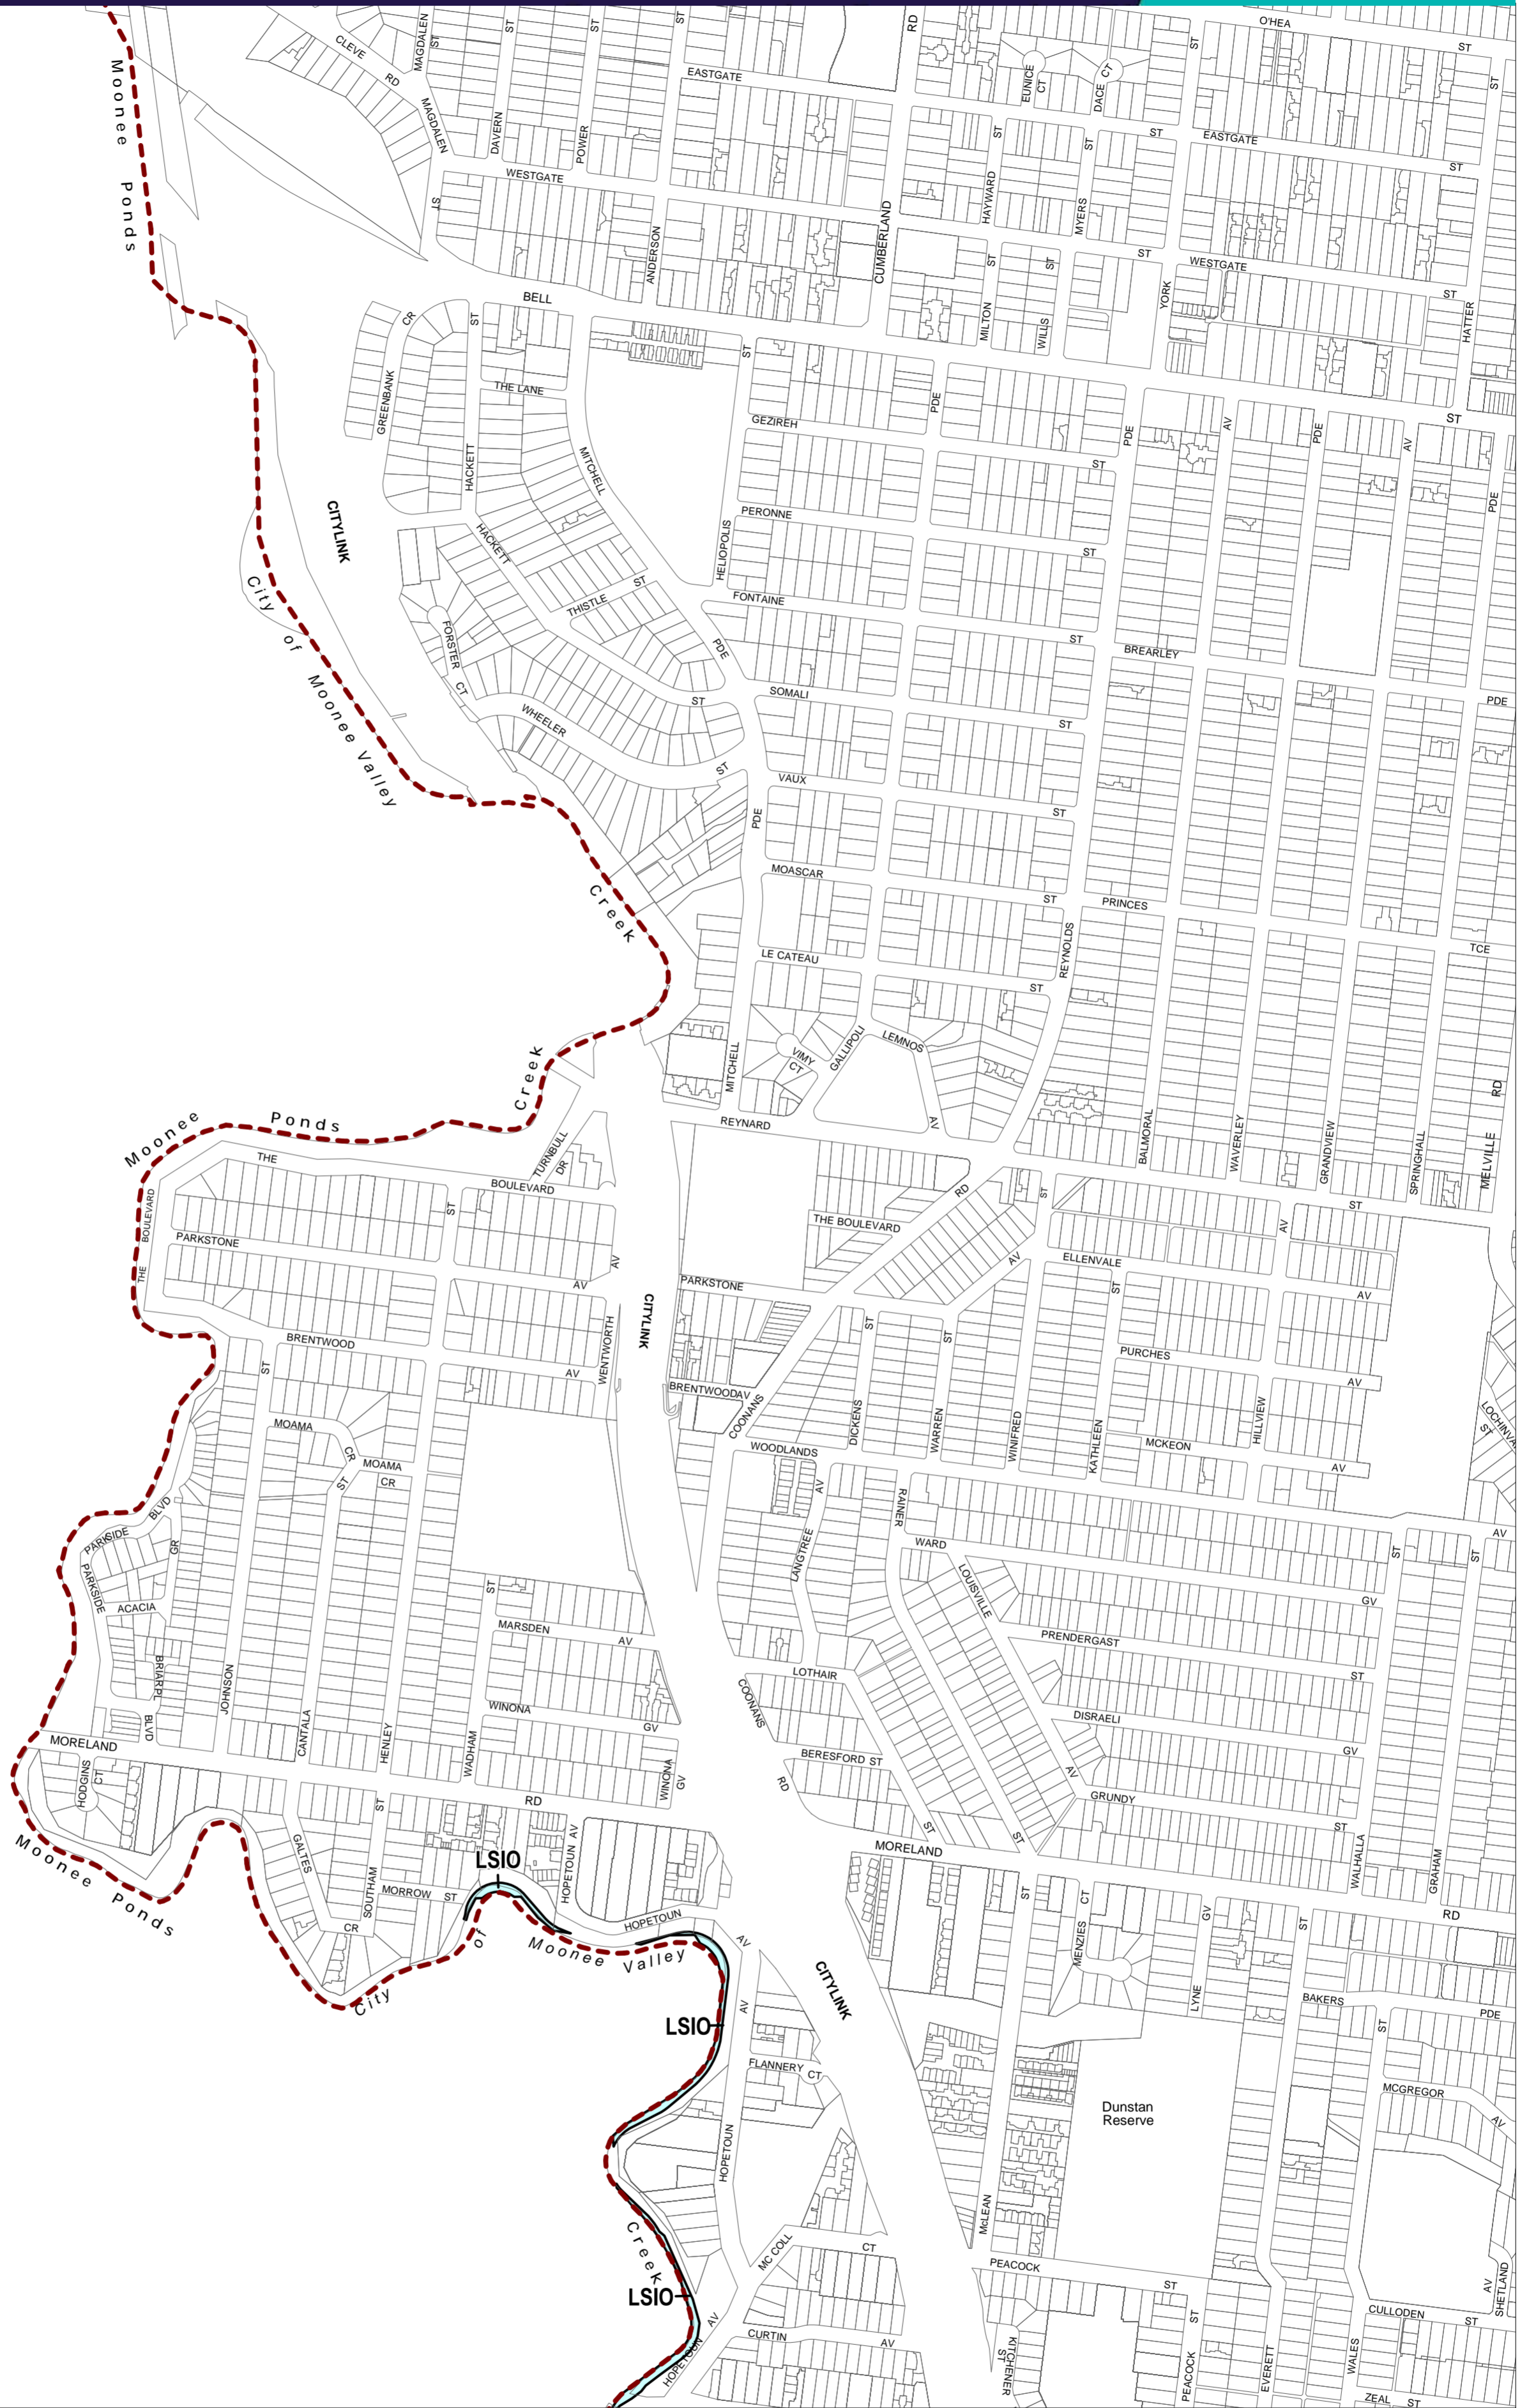 O'HEA
ST
RD
ST
ST
ST
MAGDALEN
ST
CLEVE
RD
MAGDALEN
ST
EASTGATE
EUNICE
CT
DACE CT
ST
ST
Moonee Ponds
DAVERN
POWER
ST
ST
ST
EASTGATE
ST
WESTGATE
HAYWARD
MYERS
ANDERSON
CUMBERLAND
ST
ST
ST
WESTGATE
ST
BELL
CR
ST
MILTON
WILLIS
YORK
HATTER
ST
GREENBANK
THE LANE
HACKETT
MITCHELL
GEZIREH
PDE
ST
PDE
AV
PDE
AV
ST
PDE
CITYLINK
HACKETT
PERONNE
ST
HELIOPOLIS
City of Moonee Valley
THISTLE ST
FONTAINE
ST
FORSTER CT
PDE
BREARLEY
PDE
SOMALI
ST
WHEELER
ST
ST
VAUX
ST
PDE
Creek
MOASCAR
ST
PRINCES
TCE
LE CATEAU
ST
REYNOLDS
VIMY
CT
GALLIPOLI
LEMNOS
AV
MITCHELL
Creek
Moonee Ponds
REYNARD
BALMORAL
WAVERLEY
GRANDVIEW
SPRINGHALL
MELVILLE
RD
THE
BOULEVARD
TURNBULL
DR
ST
THE BOULEVARD
THE BOULEVARD
RD
ST
AV
ST
PARKSTONE
AV
AV
ELLENVALE
ST
AV
AV
PARKSTONE
CITYLINK
BRENTWOOD
AV
WENTWORTH
ST
BRENTWOOD AV
COONANS
ST
ST
DICKENS
WARREN
WINIFRED
KATHLEEN
PURCHES
AV
HILLVIEW
MCKEON
AV
ST
MOAMA
CR
MOAMA
CR
ST
WOODLANDS
AV
RAINER
LANGTREE
WARD
GV
LOUISVILLE
AV
ST
ST
PARKSIDE
BLVD
GR
PARKSIDE
ACACIA
BRIAR PL
BLVD
JOHNSON
CANTALA
HENLEY
WADHAM
ST
MARSDEN
AV
WINONA
GV
WINONA
GV
LOTHAIR
COONANS
RD
BERESFORD ST
PRENDERGAST
ST
DISRAELI
GV
AV
GRUNDY
ST
ST
ST
WALHALLA
GRAHAM
MORELAND
RD
HODGINS
CT
GALTES
CR
ST
SOUTHAM
MORROW ST
LSIO
HOPETOUN AV
HOPETOUN
AV
MORELAND
RD
Moonee Ponds
City of Moonee Valley
CITYLINK
ST
MENZIES
CT
LYNE
GV
ST
BAKERS
PDE
ST
LSIO
AV
FLANNERY CT
HOPETOUN
Dunstan
Reserve
MCGREGOR
AV
McLEAN
Creek
LSIO
MC COLL
CT
PEACOCK
ST
HOPETOUN
AV
CURTIN
AV
KITCHENER
ST
PEACOCK
ST
EVERETT
WALES
CULLODEN
ST
AV
SHETLAND
ZEAL ST